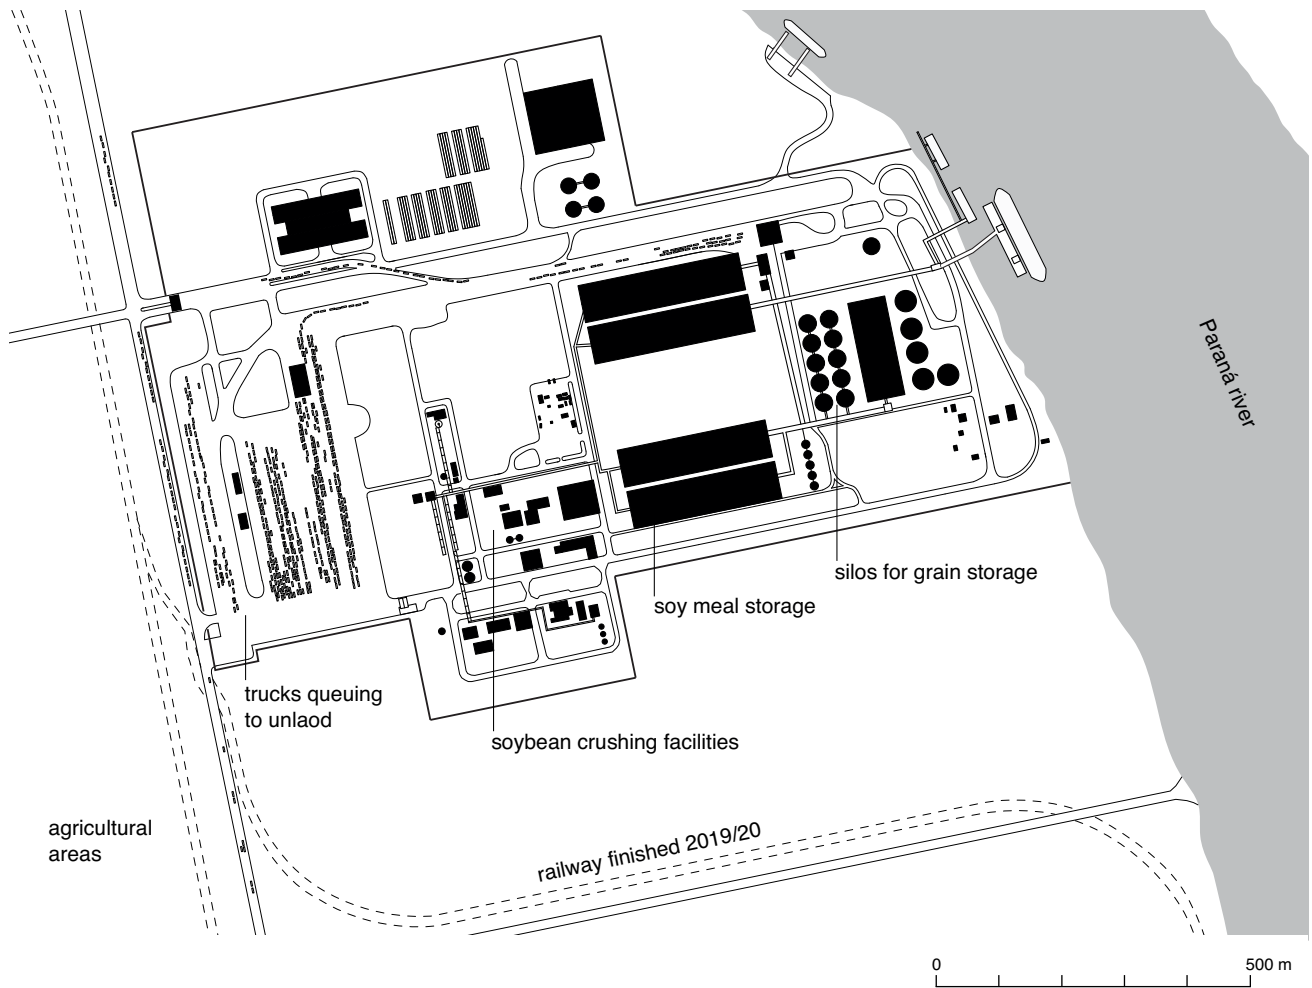 Paraná river
silos for grain storage
soy meal storage
trucks queuing
to unlaod
soybean crushing facilities
agricultural
areas
railway finished 2019/20
0
500 m